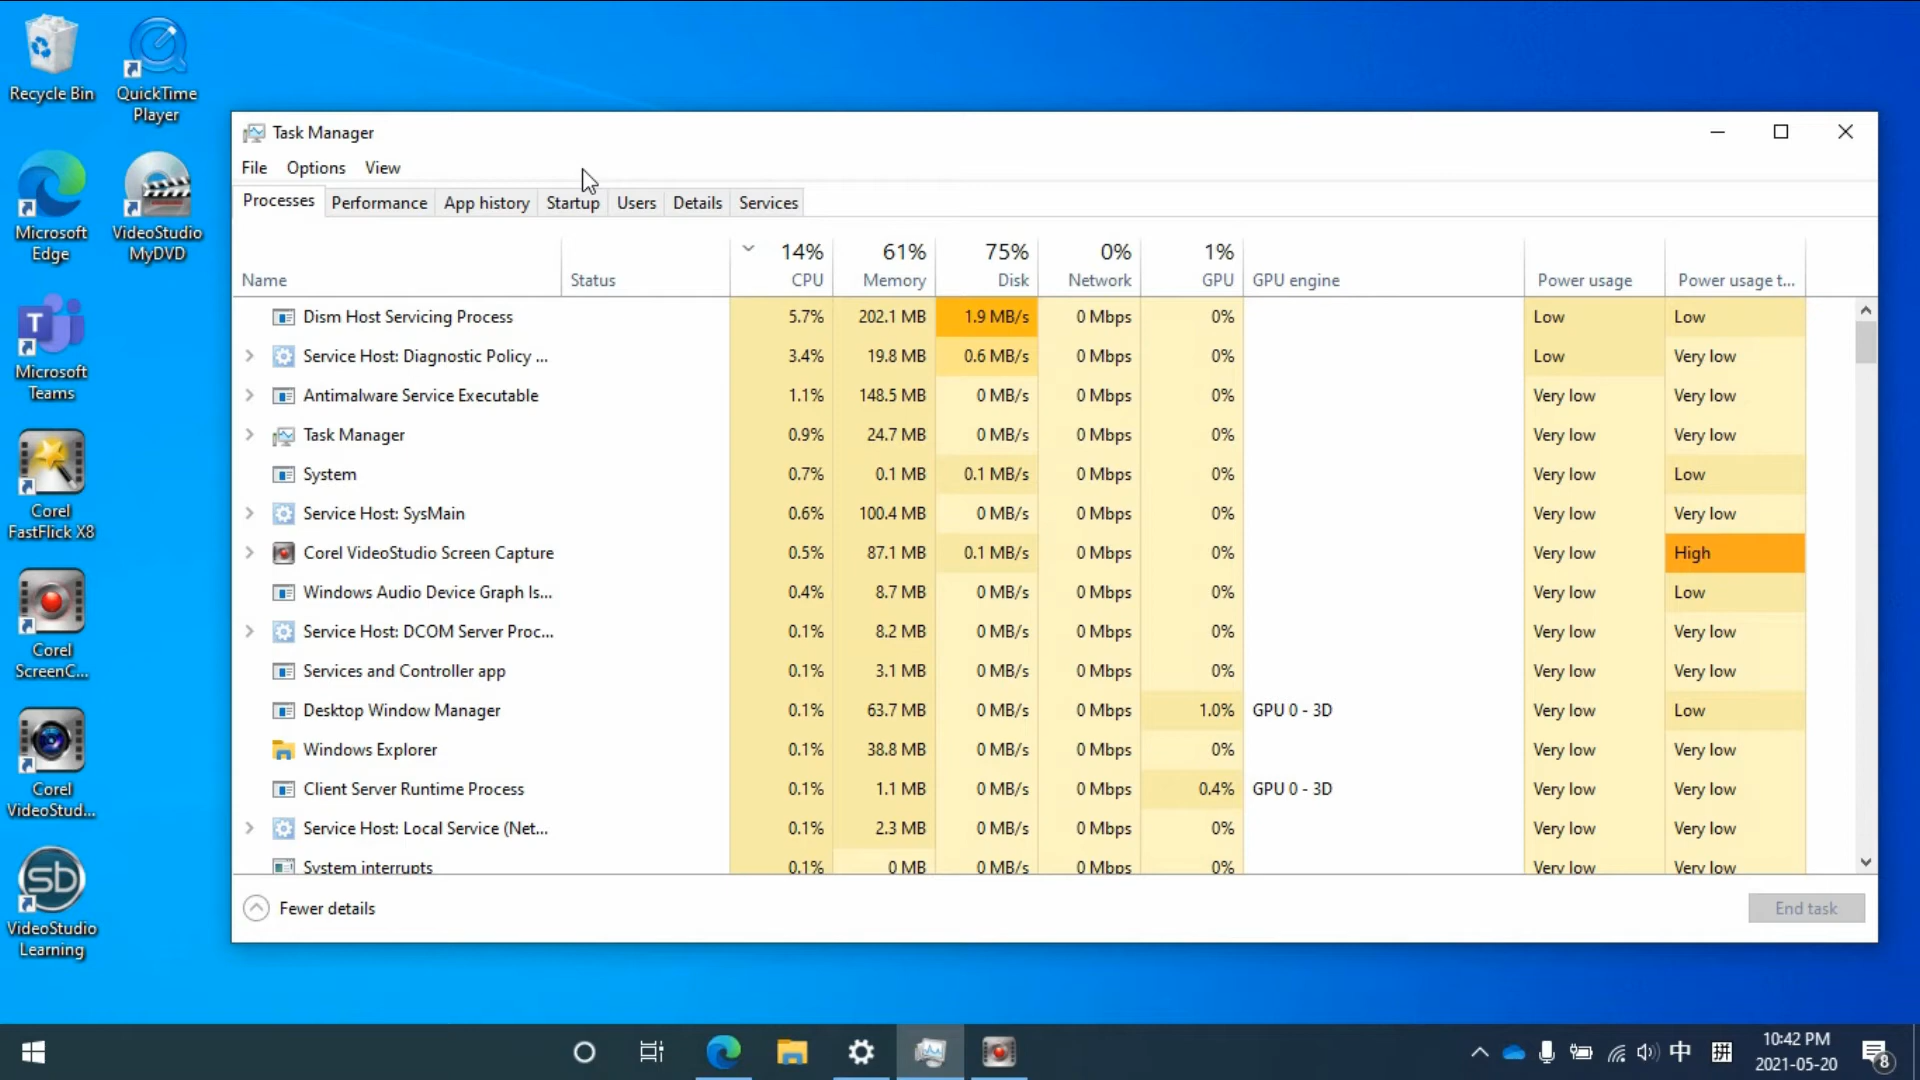 Recycle Bin
QuickTime
Player
Microsoft
Edge
VideoStudio
MyDVD
Microsoft
Teams
Corel
FastFlick X8
Corel
ScreenC...
Corel
VideoStud...
VideoStudio
Learning
Task Manager
File Options View
Processes Performance App history Startup Users Details Services
14% 61% 75% 0% 1%
Name Status CPU Memory Disk Network GPU GPU engine Power usage Power usage t...
Dism Host Servicing Process 5.7% 202.1 MB 1.9 MB/s 0 Mbps 0% Low Low
Service Host: Diagnostic Policy ... 3.4% 19.8 MB 0.6 MB/s 0 Mbps 0% Low Very low
Antimalware Service Executable 1.1% 148.5 MB 0 MB/s 0 Mbps 0% Very low Very low
Task Manager 0.9% 24.7 MB 0 MB/s 0 Mbps 0% Very low Very low
System 0.7% 0.1 MB 0.1 MB/s 0 Mbps 0% Very low Low
Service Host: SysMain 0.6% 100.4 MB 0 MB/s 0 Mbps 0% Very low Very low
Corel VideoStudio Screen Capture 0.5% 87.1 MB 0.1 MB/s 0 Mbps 0% Very low High
Windows Audio Device Graph Is... 0.4% 8.7 MB 0 MB/s 0 Mbps 0% Very low Low
Service Host: DCOM Server Proc... 0.1% 8.2 MB 0 MB/s 0 Mbps 0% Very low Very low
Services and Controller app 0.1% 3.1 MB 0 MB/s 0 Mbps 0% Very low Very low
Desktop Window Manager 0.1% 63.7 MB 0 MB/s 0 Mbps 1.0% GPU 0 - 3D Very low Low
Windows Explorer 0.1% 38.8 MB 0 MB/s 0 Mbps 0% Very low Very low
Client Server Runtime Process 0.1% 1.1 MB 0 MB/s 0 Mbps 0.4% GPU 0 - 3D Very low Very low
Service Host: Local Service (Net... 0.1% 2.3 MB 0 MB/s 0 Mbps 0% Very low Very low
System interrupts 0.1% 0 MB 0 MB/s 0 Mbps 0% Very low Very low
Fewer details
End task
中
拼
10:42 PM
2021-05-20
8